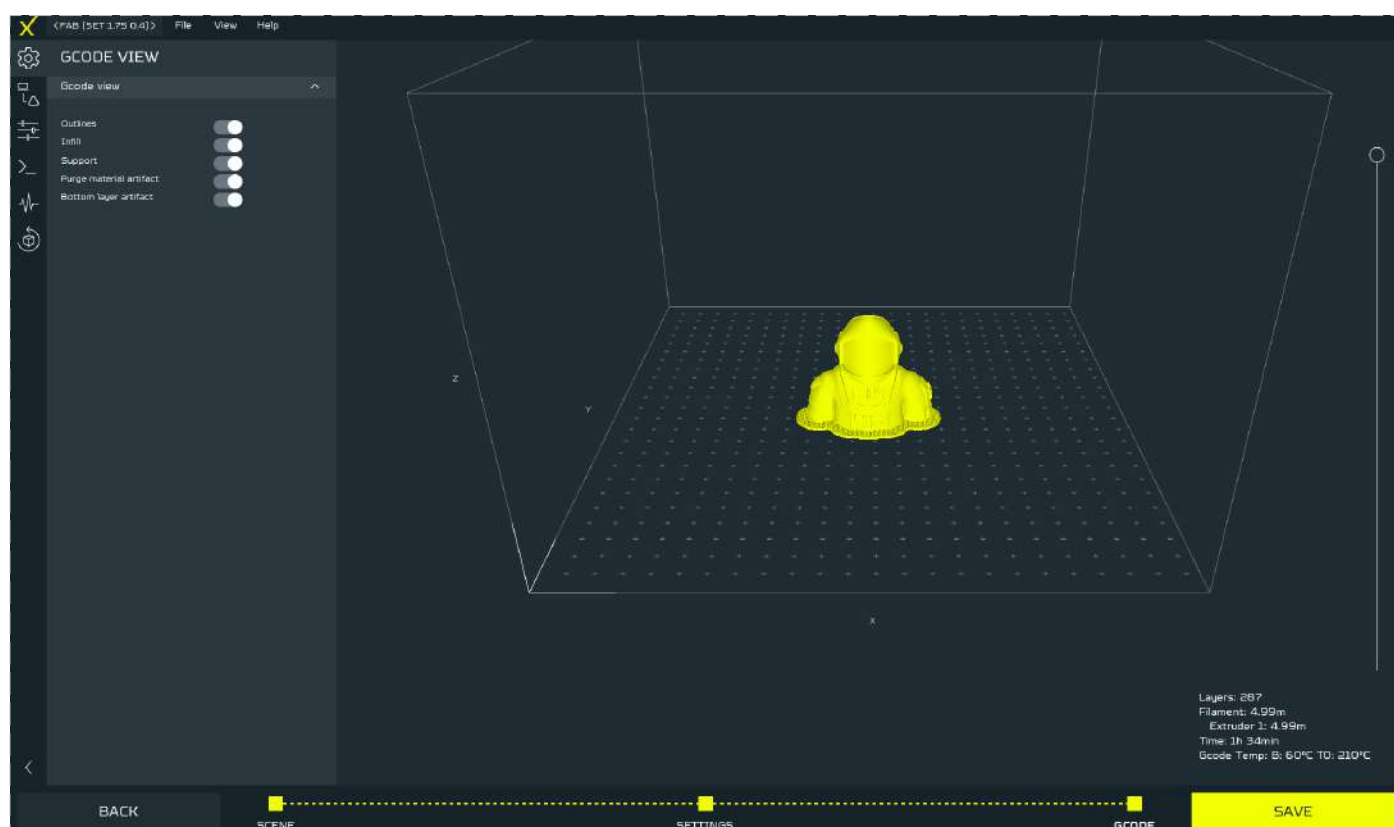 <FAB [SET 1.75 0.4]> File View Help
GCODE VIEW
Gcode view
Outlines
Infill
Support
Purge material artifact
Bottom layer artifact
Z
Y
X
Layers: 287
Filament: 4.99m
Extruder 1: 4.99m
Time: 1h 34min
Gcode Temp: B: 60°C T0: 210°C
BACK
SCENE
SETTINGS
GCODE
SAVE